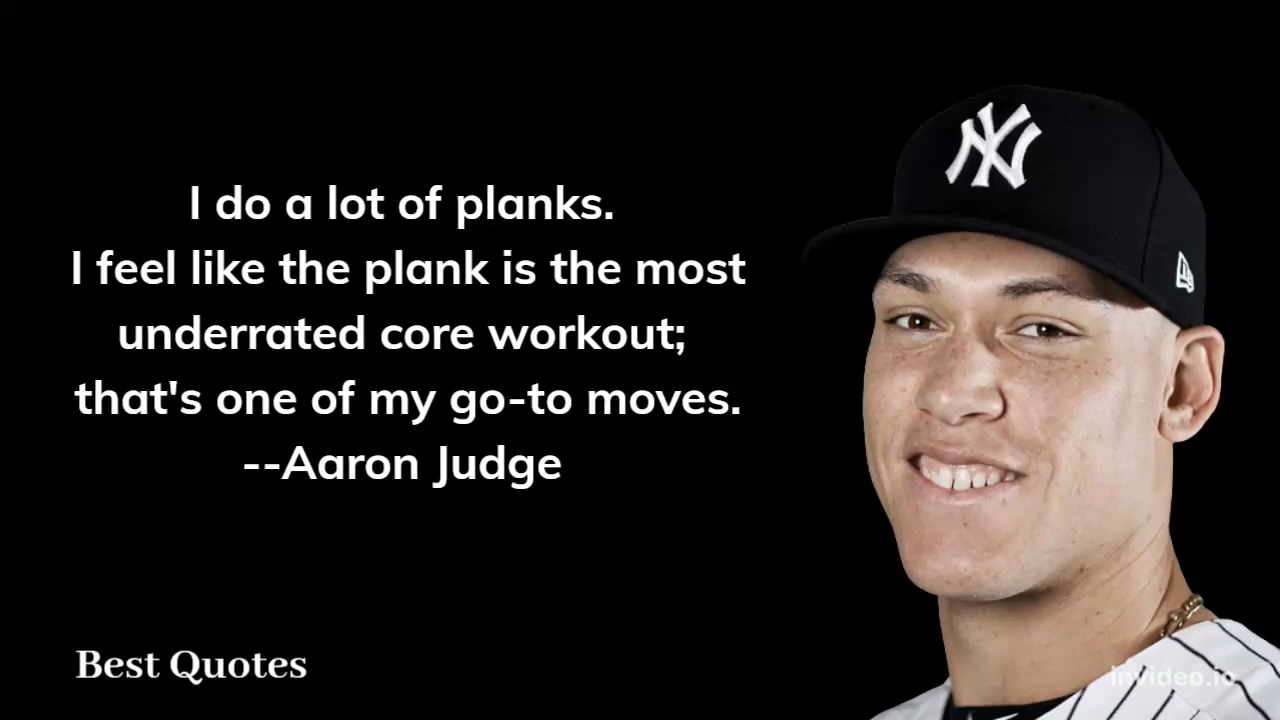 I do a lot of planks.
I feel like the plank is the most
underrated core workout;
that's one of my go-to moves.
--Aaron Judge
NY
Best Quotes
invideo.io